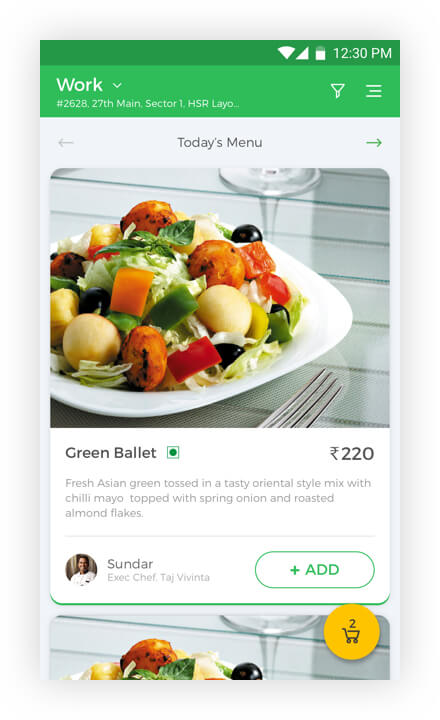 12:30 PM
Work
#2628, 27th Main, Sector 1, HSR Layo...
Today's Menu
Green Ballet
₹220
Fresh Asian green tossed in a tasty oriental style mix with
chilli mayo topped with spring onion and roasted
almond flakes.
Sundar
Exec Chef, Taj Vivinta
+ ADD
2